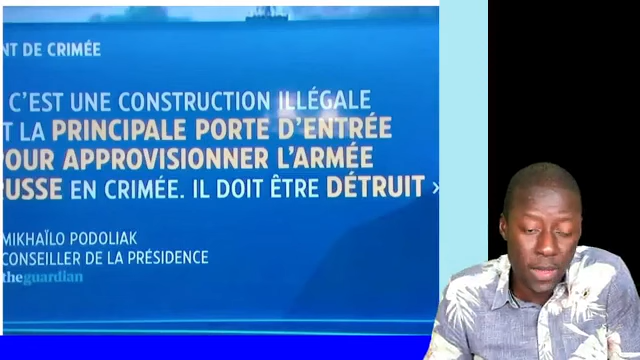 NT DE CRIMÉE
C'EST UNE CONSTRUCTION ILLÉGALE
T LA PRINCIPALE PORTE D'ENTRÉE
POUR APPROVISIONNER L'ARMÉE
RUSSE EN CRIMÉE. IL DOIT ÊTRE DÉTRUIT »
MIKHAÏLO PODOLIAK
CONSEILLER DE LA PRÉSIDENCE
theguardian